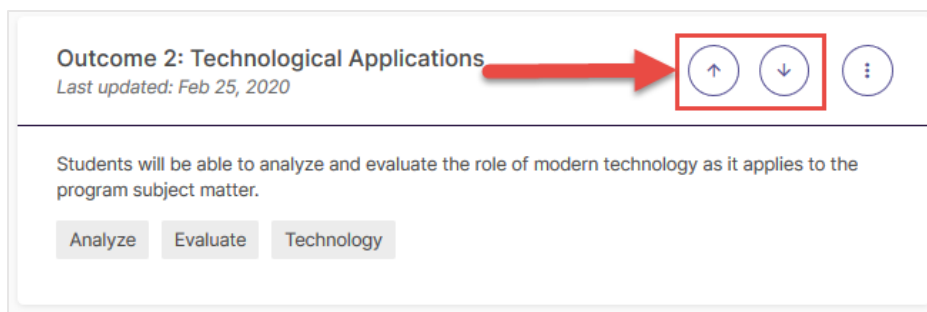 Outcome 2: Technological Applications
Last updated: Feb 25, 2020
Students will be able to analyze and evaluate the role of modern technology as it applies to the
program subject matter.
Analyze Evaluate Technology